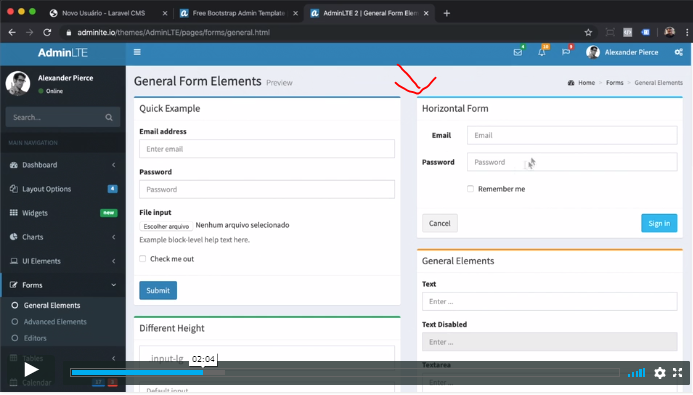 Novo Usuário - Laravel CMS
Free Bootstrap Admin Template
AdminLTE 2 | General Form Elem
adminlte.io/themes/AdminLTE/pages/forms/general.html
AdminLTE
4
10
9
Alexander Pierce
Alexander Pierce
Online
Search...
MAIN NAVIGATION
Dashboard
Layout Options 4
Widgets new
Charts
UI Elements
Forms
General Elements
Advanced Elements
Editors
Tables
Calendar 17 3
General Form Elements Preview
Home > Forms > General Elements
Quick Example
Email address
Enter email
Password
Password
File input
Escolher arquivo Nenhum arquivo selecionado
Example block-level help text here.
Check me out
Submit
Different Height
.input-lg
Default input
Horizontal Form
Email Email
Password Password
Remember me
Cancel Sign in
General Elements
Text
Enter ...
Text Disabled
Enter ...
Textarea
Enter ...
02:04